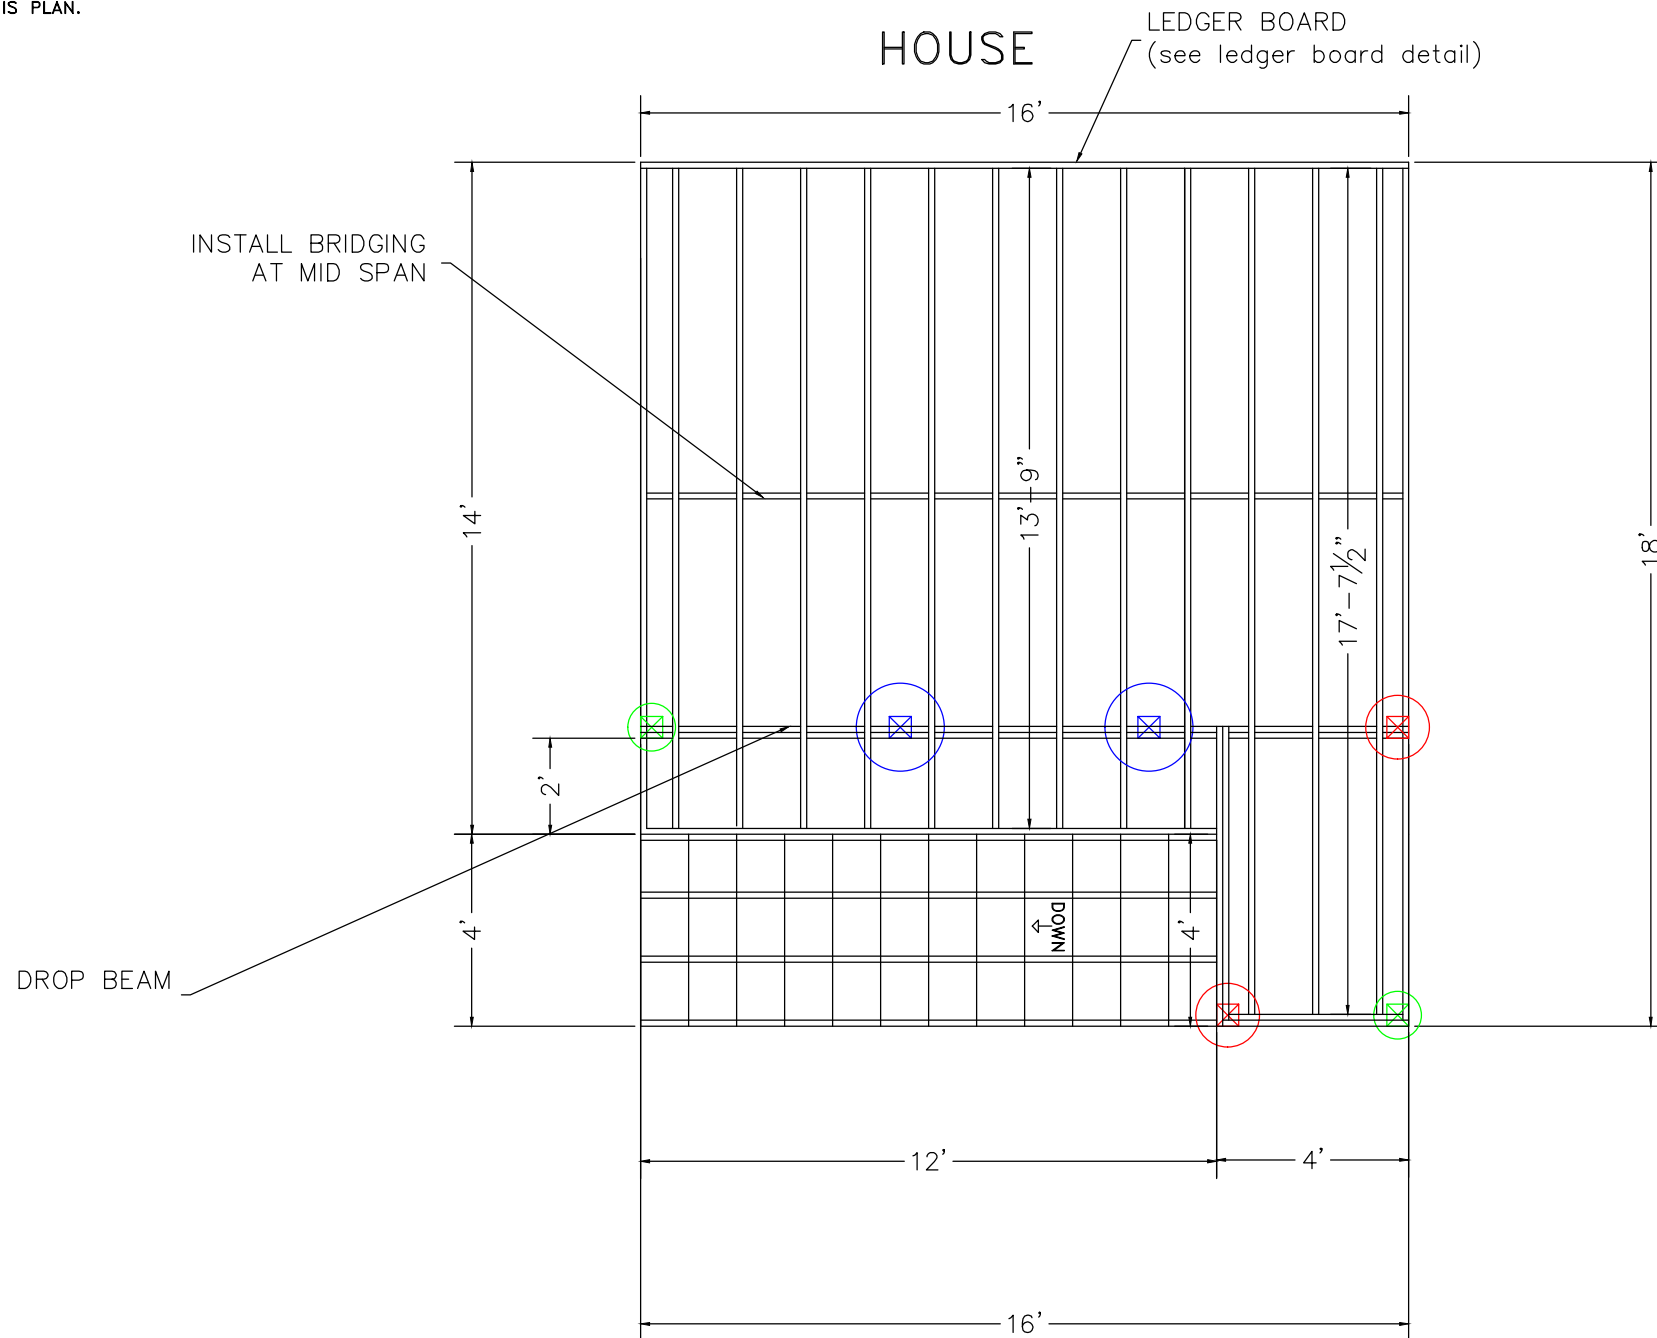 IS PLAN.
HOUSE
LEDGER BOARD
(see ledger board detail)
16'
INSTALL BRIDGING
AT MID SPAN
14'
13'-9"
17'-7½"
18'
2'
4'
DOWN
4'
DROP BEAM
12'
4'
16'